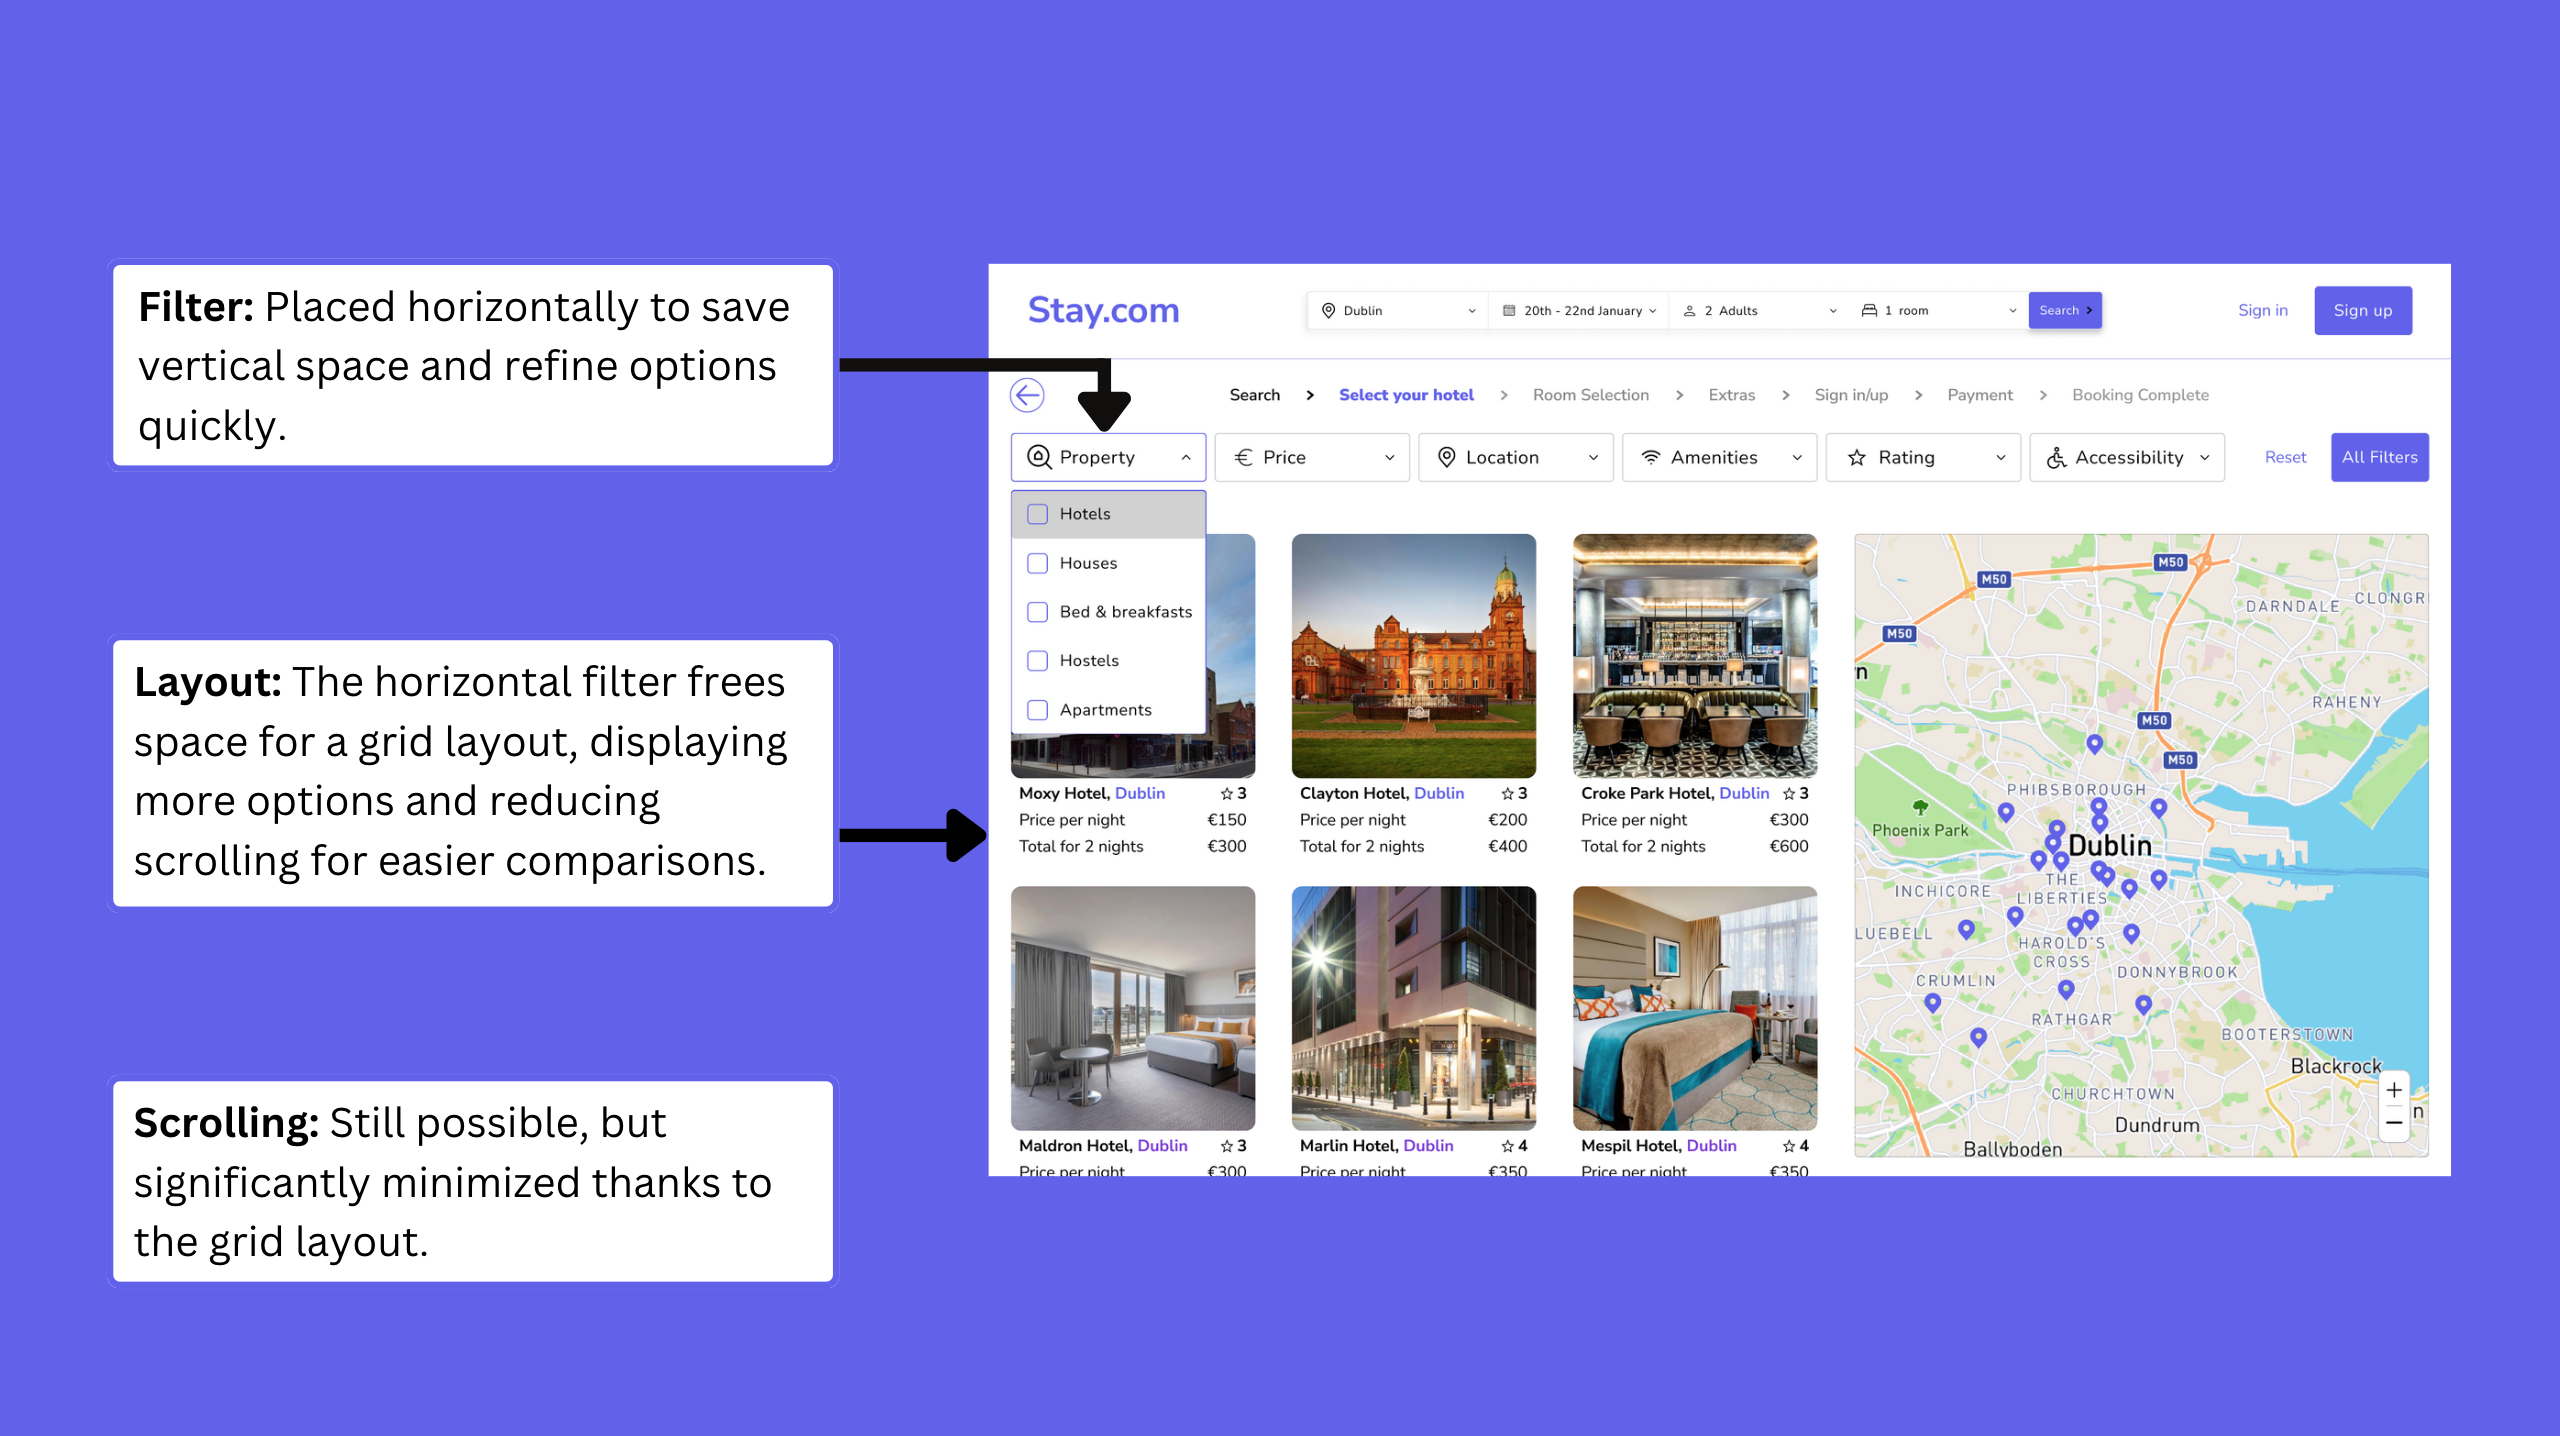 Filter: Placed horizontally to save
vertical space and refine options
quickly.
Layout: The horizontal filter frees
space for a grid layout, displaying
more options and reducing
scrolling for easier comparisons.
Scrolling: Still possible, but
significantly minimized thanks to
the grid layout.
Stay.com
Dublin
20th - 22nd January
2 Adults
1 room
Search
Sign in
Sign up
Search > Select your hotel > Room Selection > Extras > Sign in/up > Payment > Booking Complete
Property
Price
Location
Amenities
Rating
Accessibility
Reset
All Filters
Hotels
Houses
Bed & breakfasts
Hostels
Apartments
Moxy Hotel, Dublin 3
Price per night €150
Total for 2 nights €300
Clayton Hotel, Dublin 3
Price per night €200
Total for 2 nights €400
Croke Park Hotel, Dublin 3
Price per night €300
Total for 2 nights €600
Maldron Hotel, Dublin 3
Price per night €300
Marlin Hotel, Dublin 4
Price per night €350
Mespil Hotel, Dublin 4
Price per night €350
M50
M50
DARNDALE
CLONGRI
M50
n
RAHENY
M50
M50
PHIBSBOROUGH
Phoenix Park
Dublin
THE
LIBERTIES
INCHICORE
LUEBELL
HAROLD'S
CROSS
DONNYBROOK
CRUMLIN
RATHGAR
BOOTERSTOWN
Blackrock
CHURCHTOWN
n
Dundrum
Ballyboden